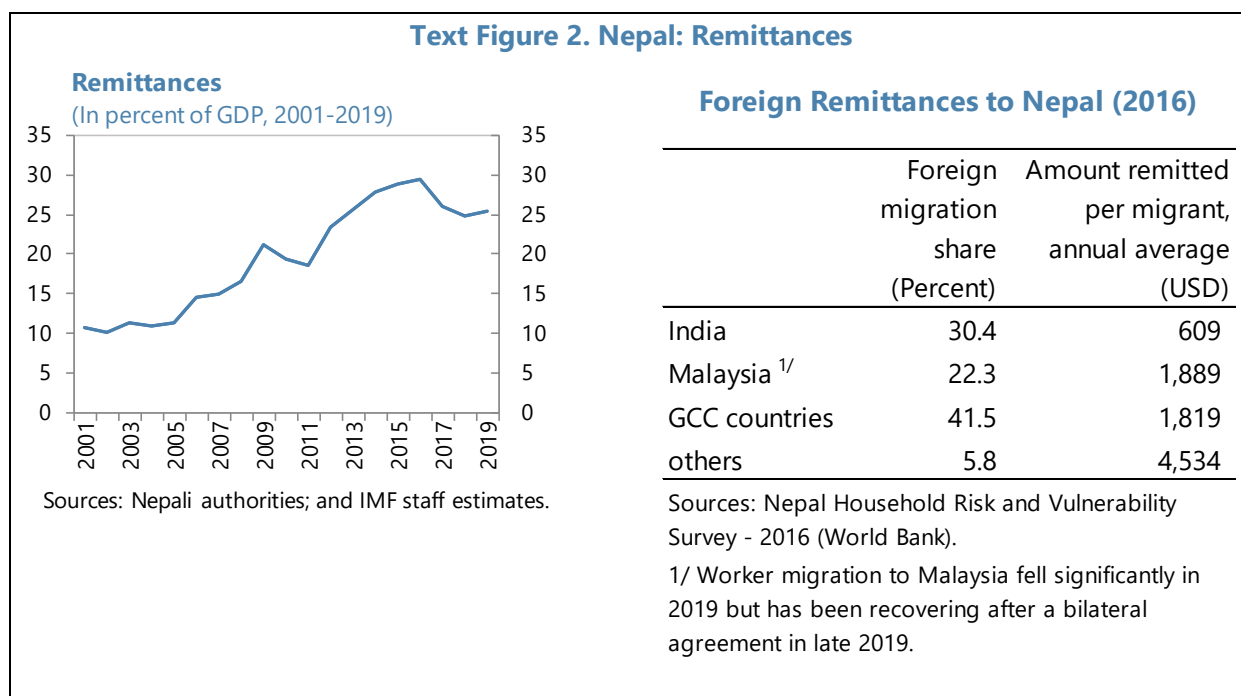 Text Figure 2. Nepal: Remittances
Remittances
(In percent of GDP, 2001-2019)
35 35
30 30
25 25
20 20
15 15
10 10
5 5
0 0
2001 2003 2005 2007 2009 2011 2013 2015 2017 2019
Sources: Nepali authorities; and IMF staff estimates.
Foreign Remittances to Nepal (2016)
Foreign Amount remitted
migration per migrant,
share annual average
(Percent) (USD)
India 30.4 609
Malaysia 1/ 22.3 1,889
GCC countries 41.5 1,819
others 5.8 4,534
Sources: Nepal Household Risk and Vulnerability
Survey - 2016 (World Bank).
1/ Worker migration to Malaysia fell significantly in
2019 but has been recovering after a bilateral
agreement in late 2019.